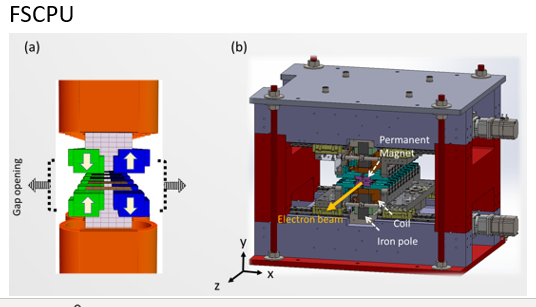 FSCPU
(a)
(b)
Gap opening
Permanent
Magnet
Electron beam
Coil
Iron pole
y
x
z